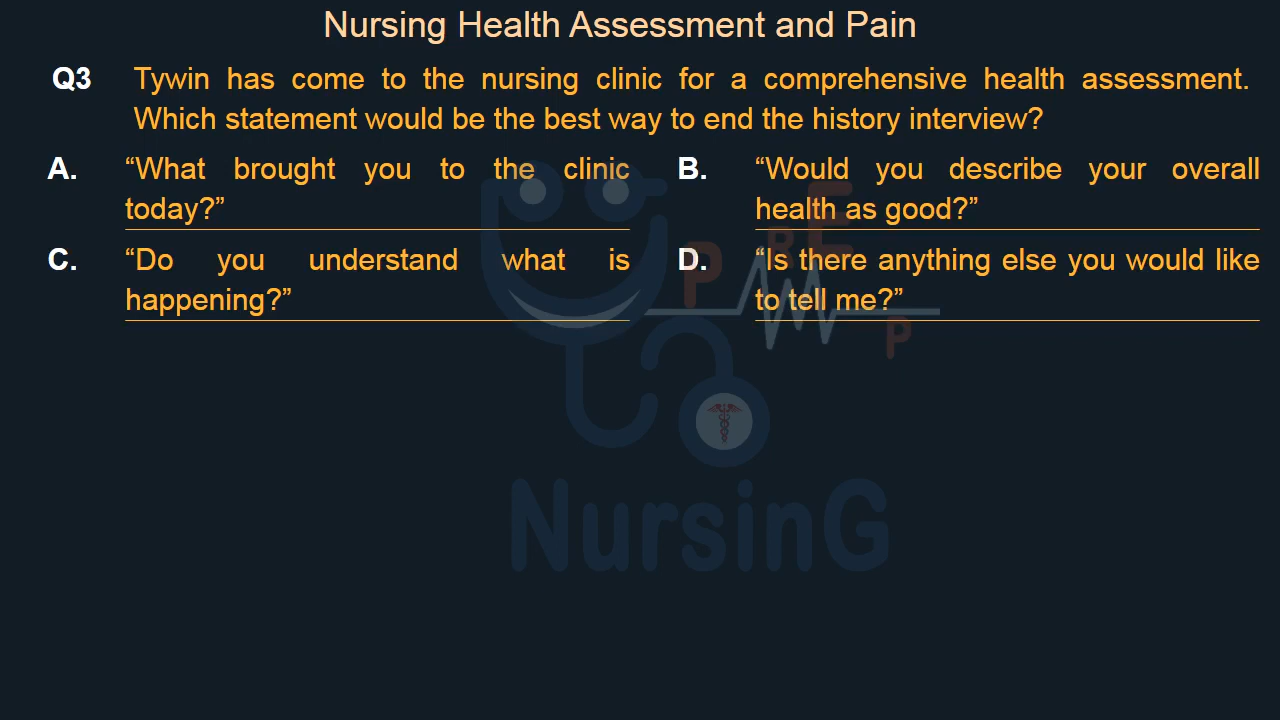 Nursing Health Assessment and Pain
Q3 Tywin has come to the nursing clinic for a comprehensive health assessment.
Which statement would be the best way to end the history interview?
A. “What brought you to the clinic
today?”
B. “Would you describe your overall
health as good?”
C. “Do you understand what is
happening?”
D. “Is there anything else you would like
to tell me?”
PREP
NursinG